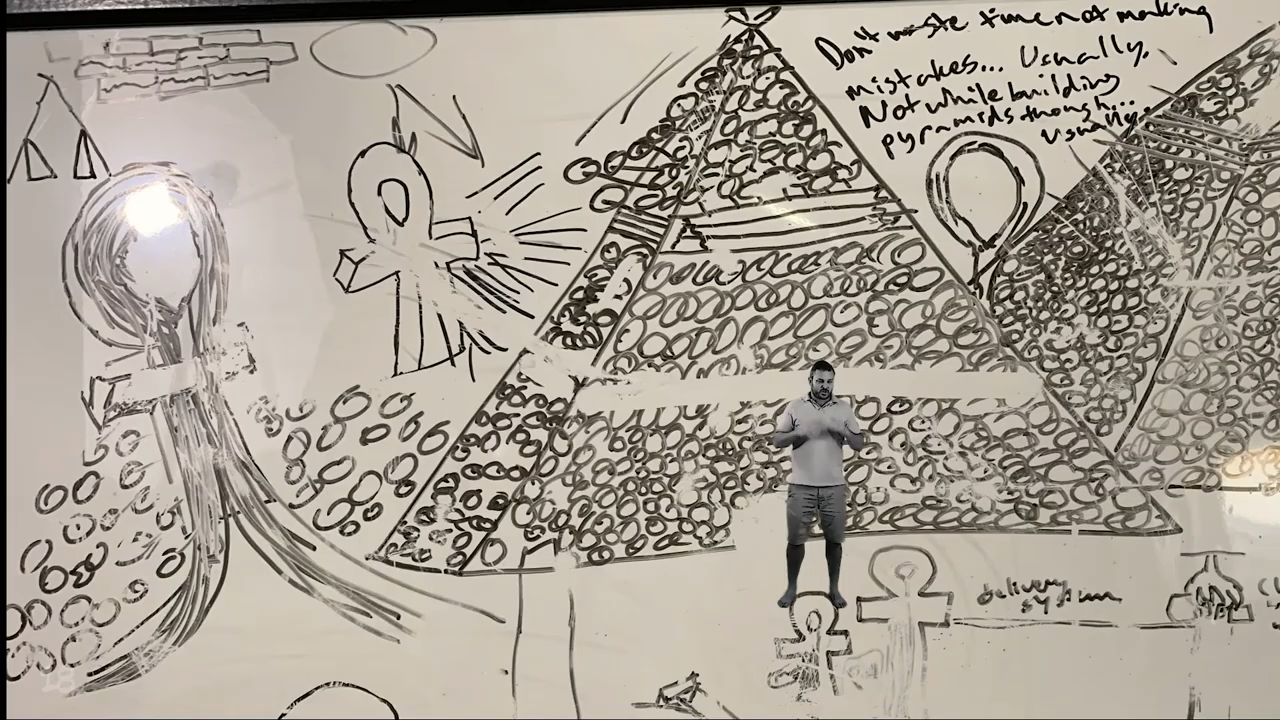 Don't waste time not making
mistakes... Usually.
Not while building
pyramids though...
usually.
N
delivery
system